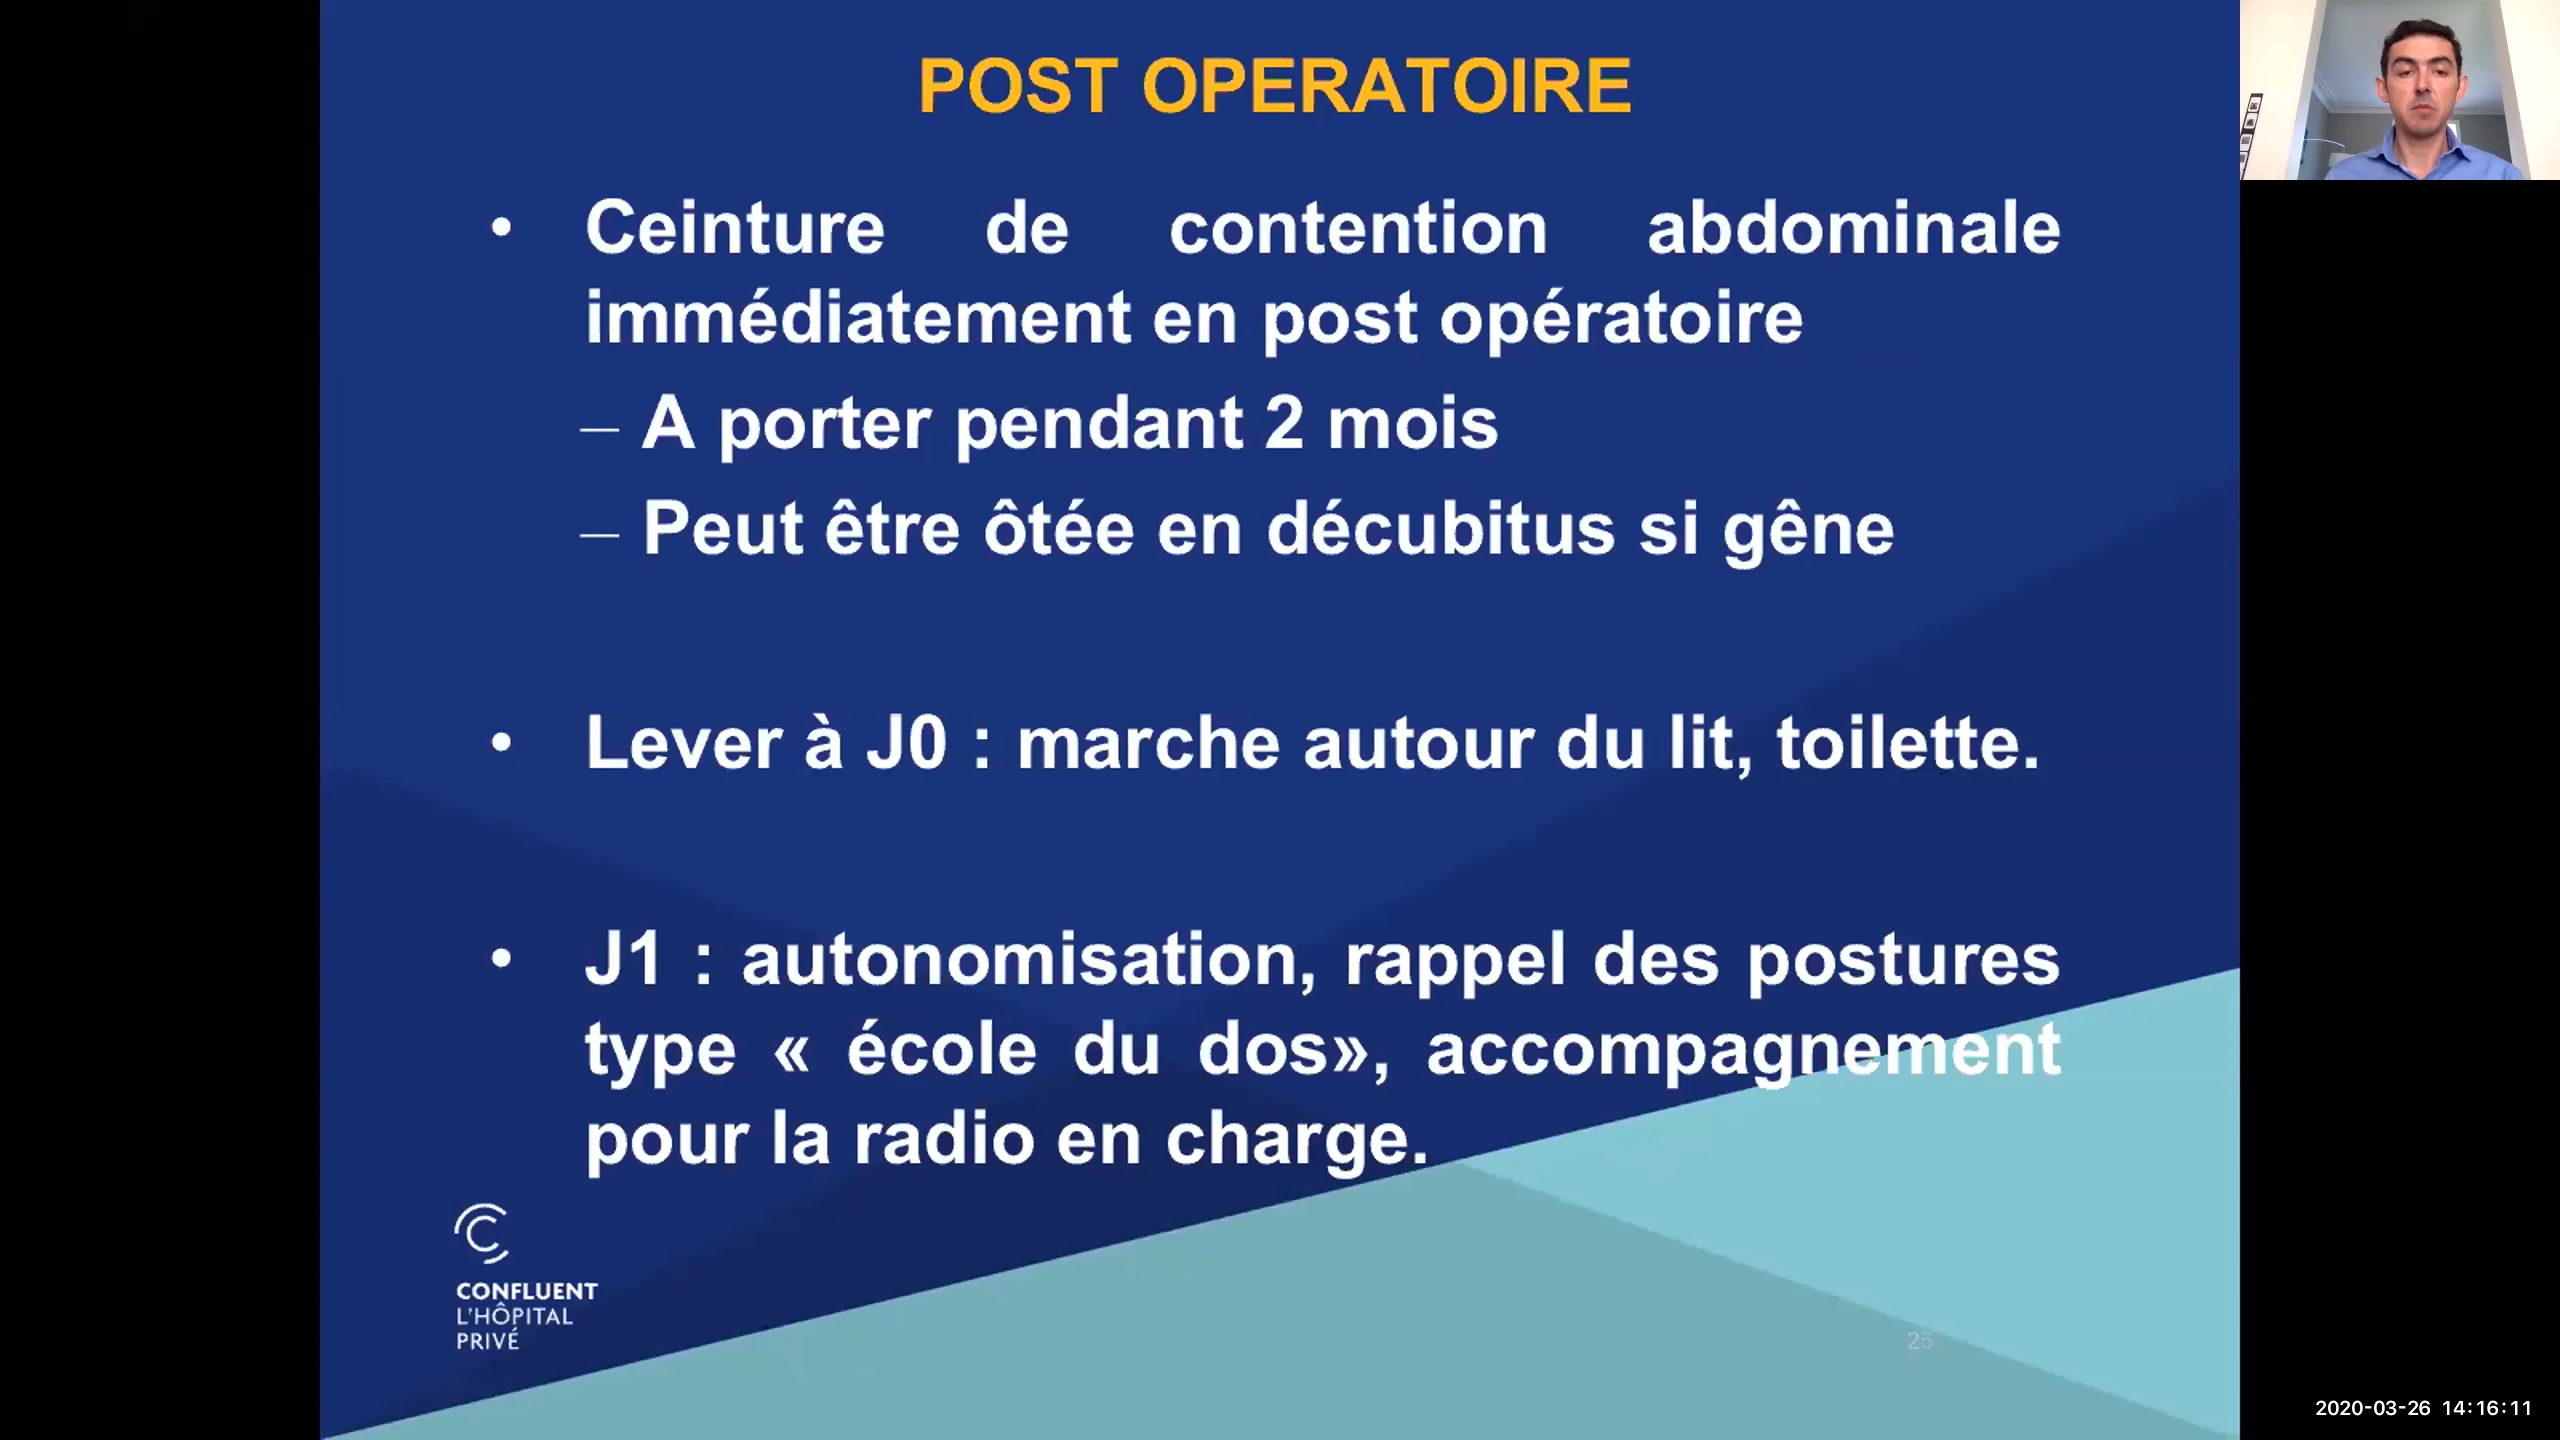 POST OPERATOIRE
• Ceinture de contention abdominale
immédiatement en post opératoire
– A porter pendant 2 mois
– Peut être ôtée en décubitus si gêne
• Lever à J0 : marche autour du lit, toilette.
• J1 : autonomisation, rappel des postures
type « école du dos», accompagnement
pour la radio en charge.
CONFLUENT
L'HÔPITAL
PRIVÉ
25
2020-03-26 14:16:11